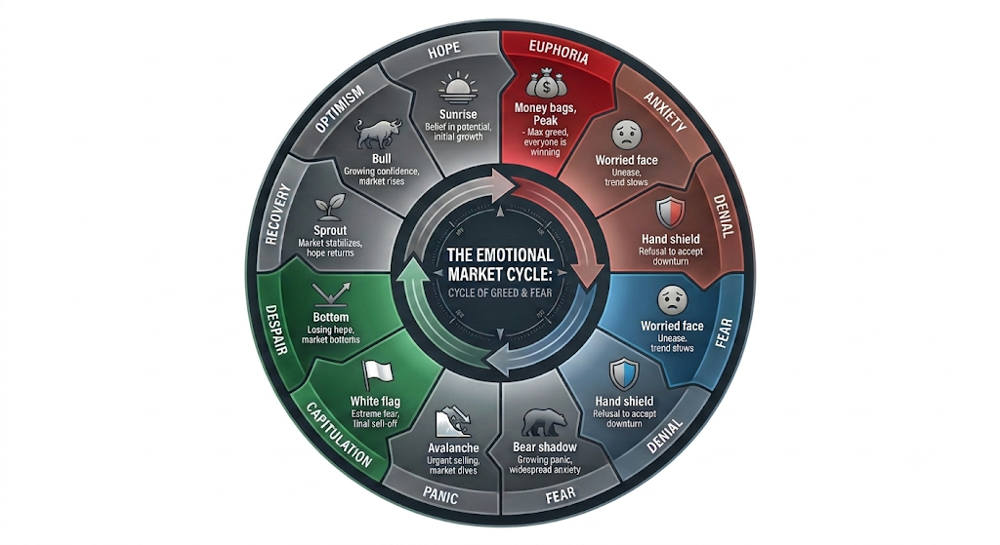 HOPE
Sunrise
Belief in potential,
initial growth
EUPHORIA
$
Money bags,
Peak
- Max greed,
everyone is
winning
ANXIETY
Worried face
Unease,
trend slows
DENIAL
Hand shield
Refusal to accept
downturn
FEAR
Worried face
Unease,
trend slows
DENIAL
Hand shield
Refusal to accept
downturn
FEAR
Bear shadow
Growing panic,
widespread anxiety
PANIC
Avalanche
Urgent selling,
market dives
CAPITULATION
White flag
Estreme fear,
final sell-off
DESPAIR
Bottom
Losing hepe,
market bottems
RECOVERY
Sprout
Market stabilizes,
hope returns
OPTIMISM
Bull
Growing confidence,
market rises
THE EMOTIONAL
MARKET CYCLE:
CYCLE OF GREED & FEAR